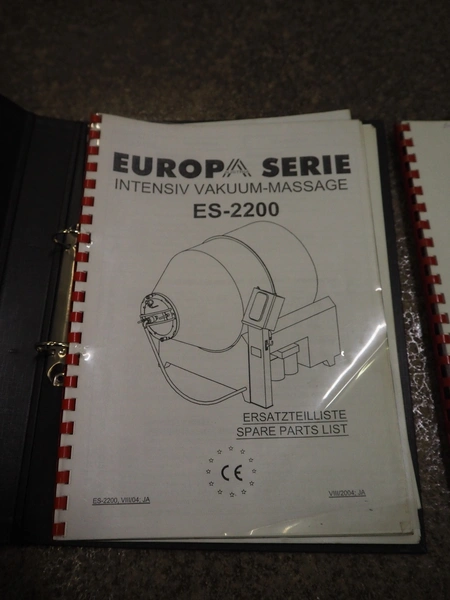 EUROPA SERIE
INTENSIV VAKUUM-MASSAGE
ES-2200
ERSATZTEILLISTE
SPARE PARTS LIST
CE
ES-2200, VIII/04; JA
VIII/2004; JA